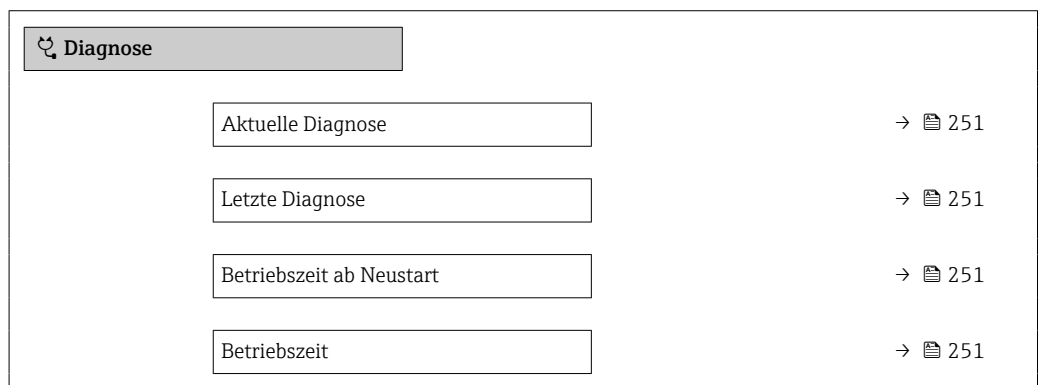 Diagnose
Aktuelle Diagnose → 251
Letzte Diagnose → 251
Betriebszeit ab Neustart → 251
Betriebszeit → 251